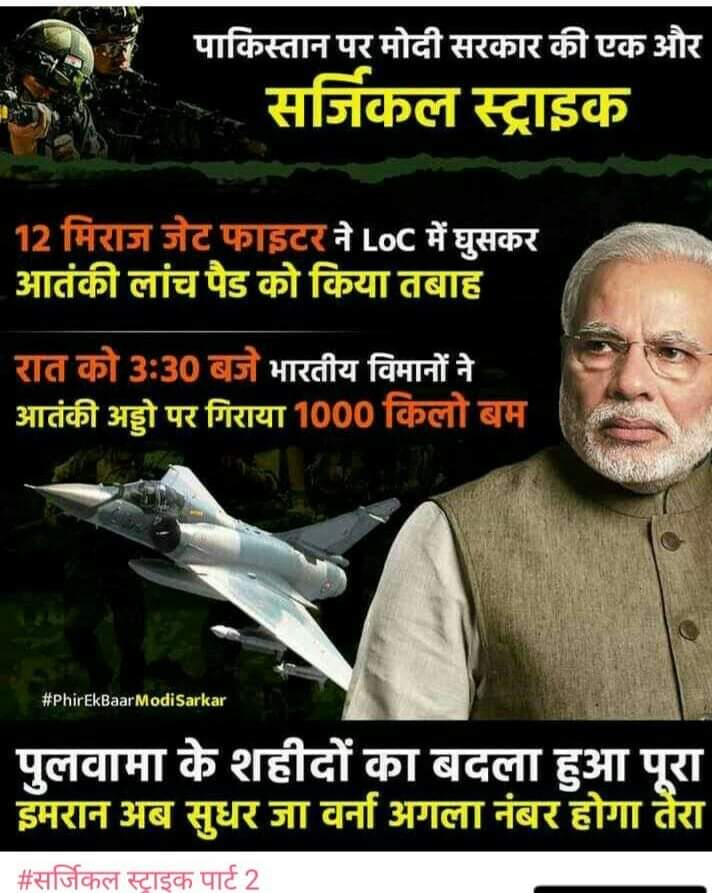 पाकिस्तान पर मोदी सरकार की एक और
सर्जिकल स्ट्राइक
12 मिराज जेट फाइटर ने LoC में घुसकर
आतंकी लांच पैड को किया तबाह
रात को 3:30 बजे भारतीय विमानों ने
आतंकी अड्डो पर गिराया 1000 किलो बम
#PhirEkBaarModiSarkar
पुलवामा के शहीदों का बदला हुआ पूरा
इमरान अब सुधर जा वर्ना अगला नंबर होगा तेरा
#सर्जिकल स्ट्राइक पार्ट 2